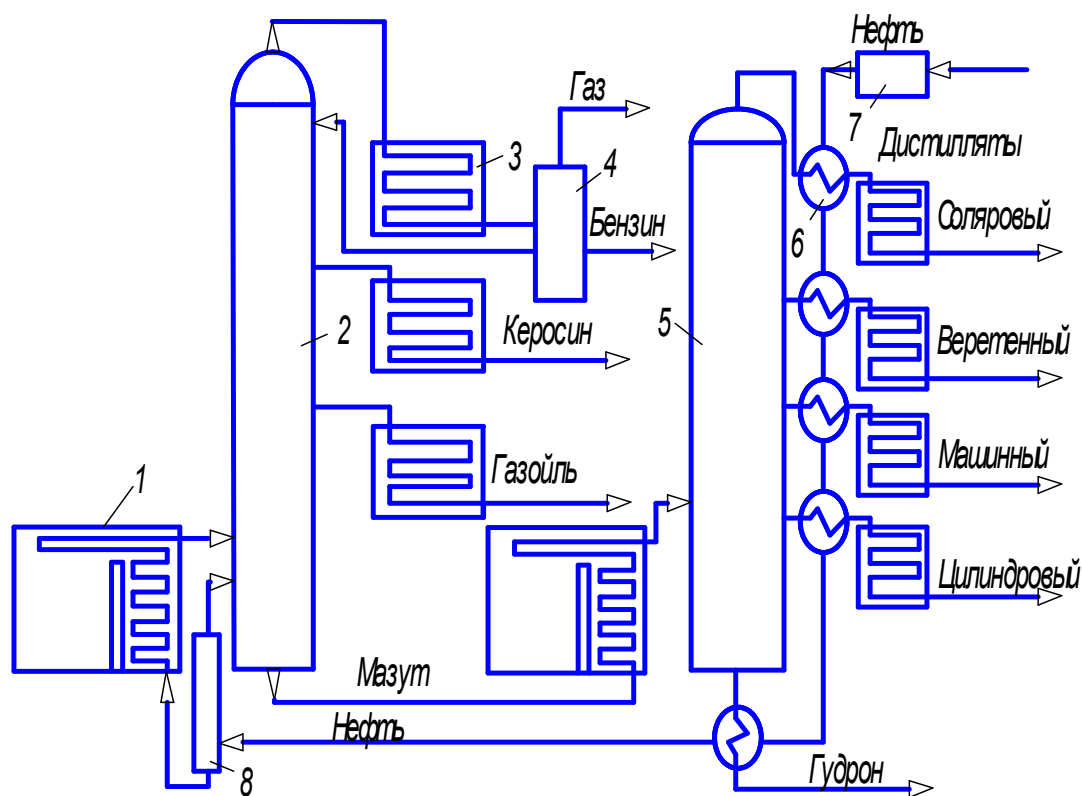 Нефть
7
Газ
Дистилляты
3
4
Бензин
6
Соляровый
2
Керосин
5
Веретенный
Газойль
1
Машинный
Цилиндровый
Мазут
Нефть
8
Гудрон